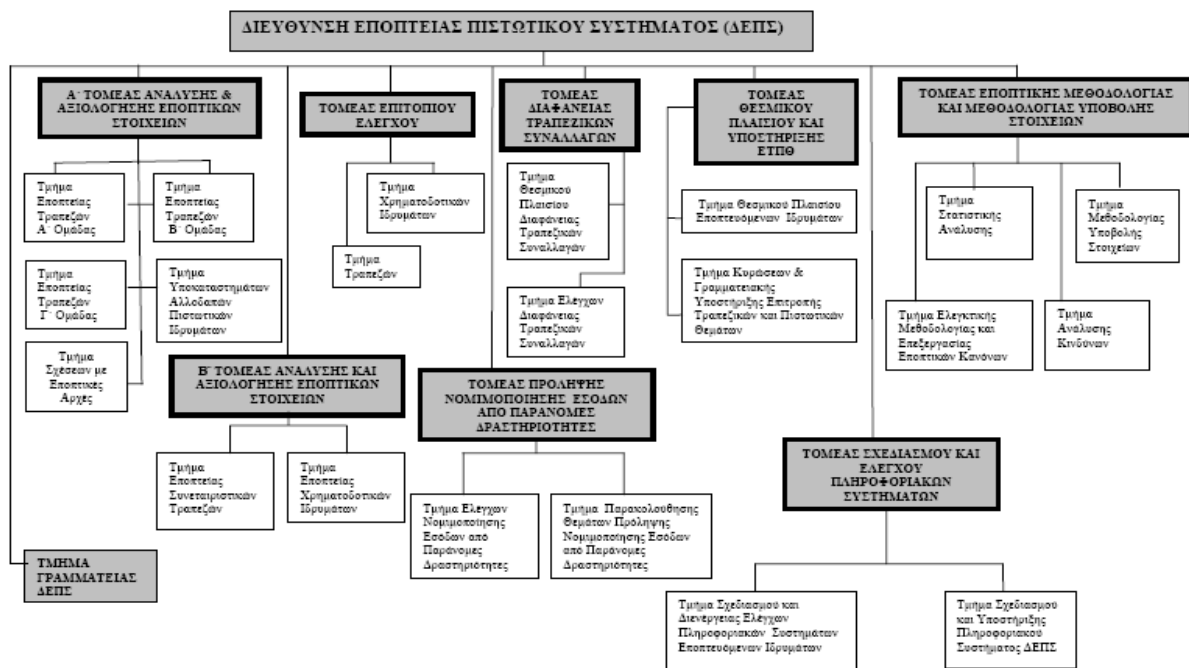 ΔΙΕΥΘΥΝΣΗ ΕΠΟΠΤΕΙΑΣ ΠΙΣΤΩΤΙΚΟΥ ΣΥΣΤΗΜΑΤΟΣ (ΔΕΠΣ)
Α΄ ΤΟΜΕΑΣ ΑΝΑΛΥΣΗΣ &
ΑΞΙΟΛΟΓΗΣΗΣ ΕΠΟΠΤΙΚΩΝ
ΣΤΟΙΧΕΙΩΝ
Τμήμα
Εποπτείας
Τραπεζών
Α΄ Ομάδας
Τμήμα
Εποπτείας
Τραπεζών
Β΄ Ομάδας
Τμήμα
Εποπτείας
Τραπεζών
Γ΄ Ομάδας
Τμήμα
Υποκαταστημάτων
Αλλοδαπών
Πιστωτικών
Ιδρυμάτων
Τμήμα
Σχέσεων με
Εποπτικές
Αρχές
ΤΟΜΕΑΣ ΕΠΙΤΟΠΙΟΥ
ΕΛΕΓΧΟΥ
Τμήμα
Χρηματοδοτικών
Ιδρυμάτων
Τμήμα
Τραπεζών
ΤΟΜΕΑΣ
ΔΙΑΦΑΝΕΙΑΣ
ΤΡΑΠΕΖΙΚΩΝ
ΣΥΝΑΛΛΑΓΩΝ
Τμήμα
Θεσμικού
Πλαισίου
Διαφάνειας
Τραπεζικών
Συναλλαγών
Τμήμα Ελέγχων
Διαφάνειας
Τραπεζικών
Συναλλαγών
ΤΟΜΕΑΣ
ΘΕΣΜΙΚΟΥ
ΠΛΑΙΣΙΟΥ ΚΑΙ
ΥΠΟΣΤΗΡΙΞΗΣ
ΕΤΠΘ
Τμήμα Θεσμικού Πλαισίου
Εποπτευόμενων Ιδρυμάτων
Τμήμα Κυρώσεων &
Γραμματειακής
Υποστήριξης Επιτροπής
Τραπεζικών και Πιστωτικών
Θεμάτων
ΤΟΜΕΑΣ ΕΠΟΠΤΙΚΗΣ ΜΕΘΟΔΟΛΟΓΙΑΣ
ΚΑΙ ΜΕΘΟΔΟΛΟΓΙΑΣ ΥΠΟΒΟΛΗΣ
ΣΤΟΙΧΕΙΩΝ
Τμήμα
Στατιστικής
Ανάλυσης
Τμήμα
Μεθοδολογίας
Υποβολής
Στοιχείων
Τμήμα Ελεγκτικής
Μεθοδολογίας και
Επεξεργασίας
Εποπτικών Κανόνων
Τμήμα
Ανάλυσης
Κινδύνων
Β΄ ΤΟΜΕΑΣ ΑΝΑΛΥΣΗΣ ΚΑΙ
ΑΞΙΟΛΟΓΗΣΗΣ ΕΠΟΠΤΙΚΩΝ
ΣΤΟΙΧΕΙΩΝ
Τμήμα
Εποπτείας
Συνεταιριστικών
Τραπεζών
Τμήμα
Εποπτείας
Χρηματοδοτικών
Ιδρυμάτων
ΤΟΜΕΑΣ ΠΡΟΛΗΨΗΣ
ΝΟΜΙΜΟΠΟΙΗΣΗΣ ΕΣΟΔΩΝ
ΑΠΟ ΠΑΡΑΝΟΜΕΣ
ΔΡΑΣΤΗΡΙΟΤΗΤΕΣ
Τμήμα Ελέγχων
Νομιμοποίησης
Εσόδων από
Παράνομες
Δραστηριότητες
Τμήμα Παρακολούθησης
Θεμάτων Πρόληψης
Νομιμοποίησης Εσόδων
από Παράνομες
Δραστηριότητες
ΤΟΜΕΑΣ ΣΧΕΔΙΑΣΜΟΥ ΚΑΙ
ΕΛΕΓΧΟΥ
ΠΛΗΡΟΦΟΡΙΑΚΩΝ
ΣΥΣΤΗΜΑΤΩΝ
Τμήμα Σχεδιασμού και
Διενέργειας Ελέγχων
Πληροφοριακών Συστημάτων
Εποπτευόμενων Ιδρυμάτων
Τμήμα Σχεδιασμού
και Υποστήριξης
Πληροφοριακού
Συστήματος ΔΕΠΣ
ΤΜΗΜΑ
ΓΡΑΜΜΑΤΕΙΑΣ
ΔΕΠΣ